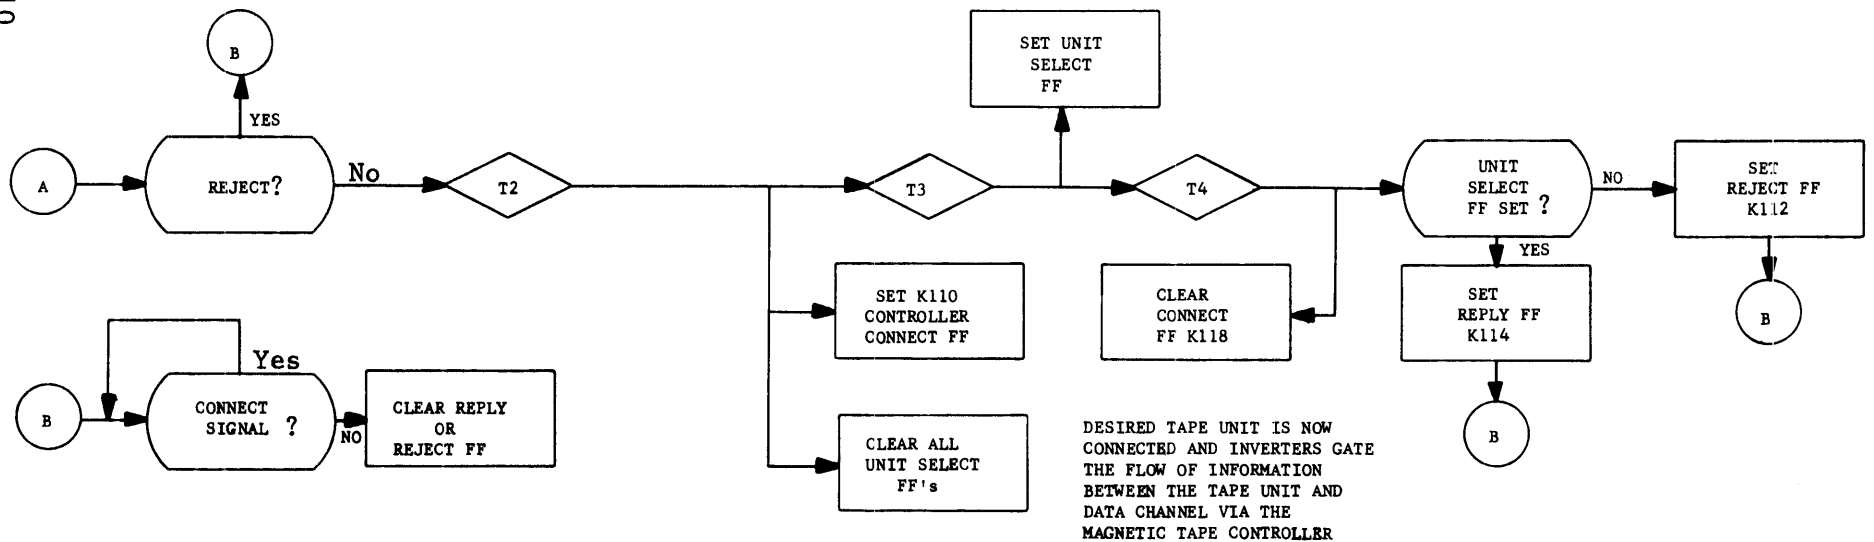 B
YES
A
REJECT?
No
T2
T3
SET UNIT
SELECT
FF
T4
UNIT
SELECT
FF SET ?
NO
SET
REJECT FF
K112
YES
SET K110
CONTROLLER
CONNECT FF
CLEAR
CONNECT
FF K118
SET
REPLY FF
K114
B
B
Yes
B
CONNECT
SIGNAL ?
NO
CLEAR REPLY
OR
REJECT FF
CLEAR ALL
UNIT SELECT
FF's
DESIRED TAPE UNIT IS NOW
CONNECTED AND INVERTERS GATE
THE FLOW OF INFORMATION
BETWEEN THE TAPE UNIT AND
DATA CHANNEL VIA THE
MAGNETIC TAPE CONTROLLER